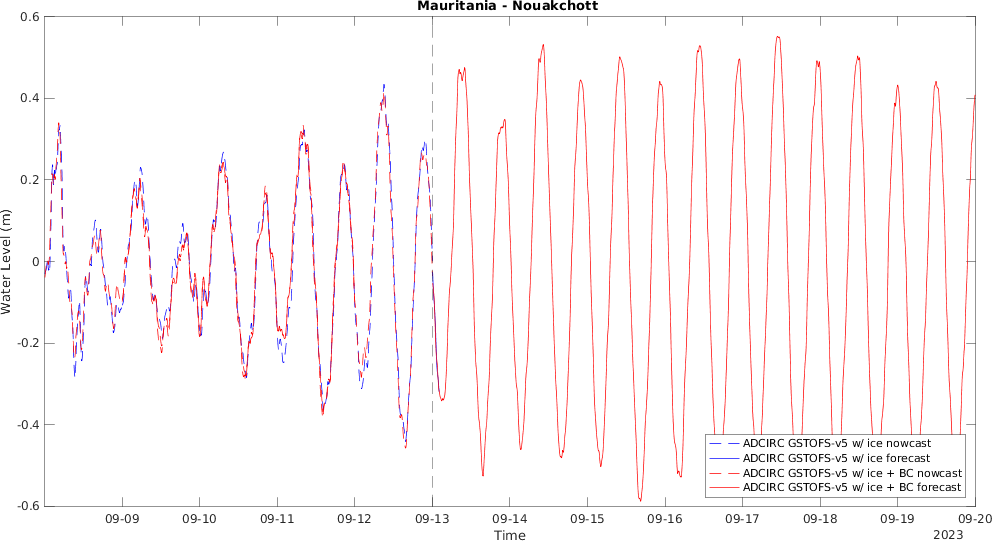 Mauritania - Nouakchott
0.6
0.4
0.2
0
-0.2
-0.4
-0.6
Water Level (m)
ADCIRC GSTOFS-v5 w/ ice nowcast
ADCIRC GSTOFS-v5 w/ ice forecast
ADCIRC GSTOFS-v5 w/ ice + BC nowcast
ADCIRC GSTOFS-v5 w/ ice + BC forecast
09-09 09-10 09-11 09-12 09-13 09-14 09-15 09-16 09-17 09-18 09-19 09-20
Time
2023